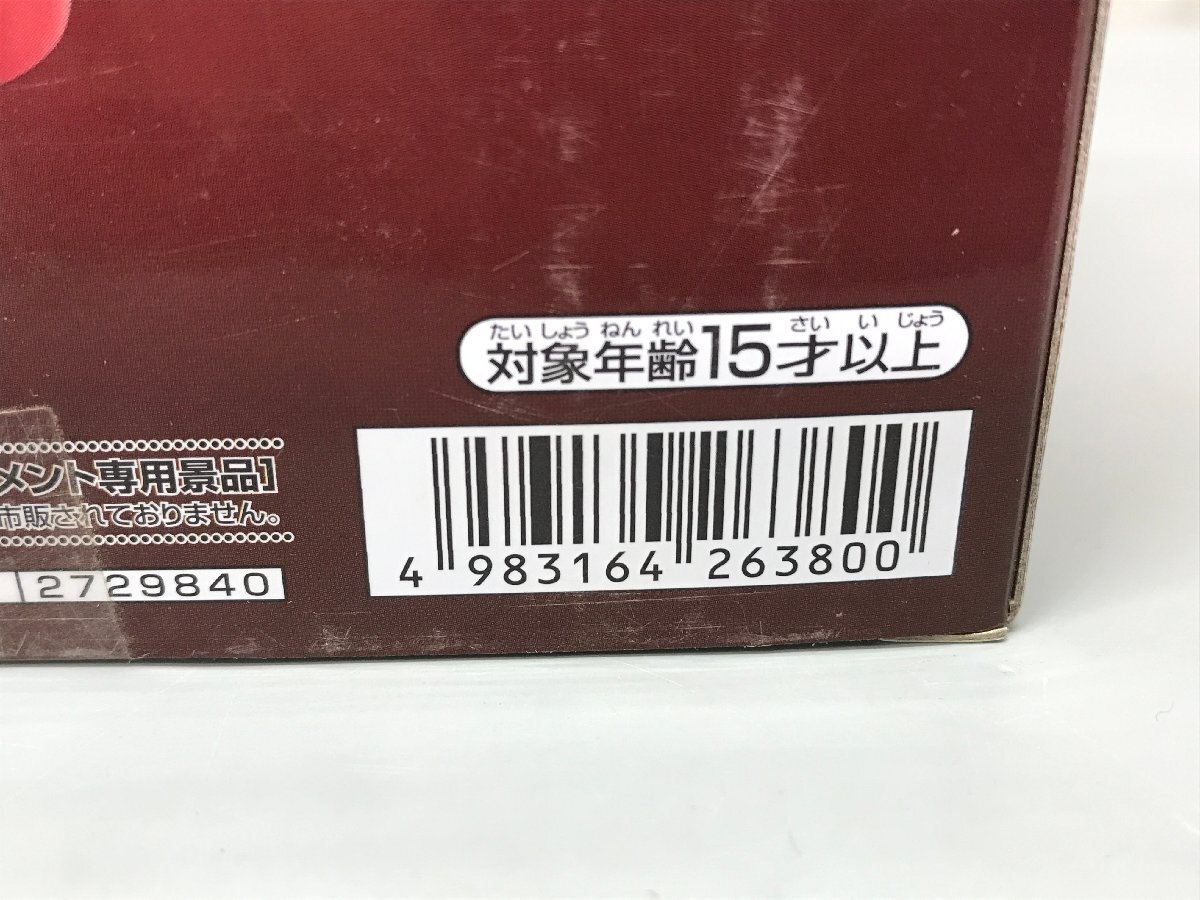 たいしょうねんれい さいいじょう
対象年齢15才以上
メント専用景品]
市販されておりません。
2729840
4 983164 263800